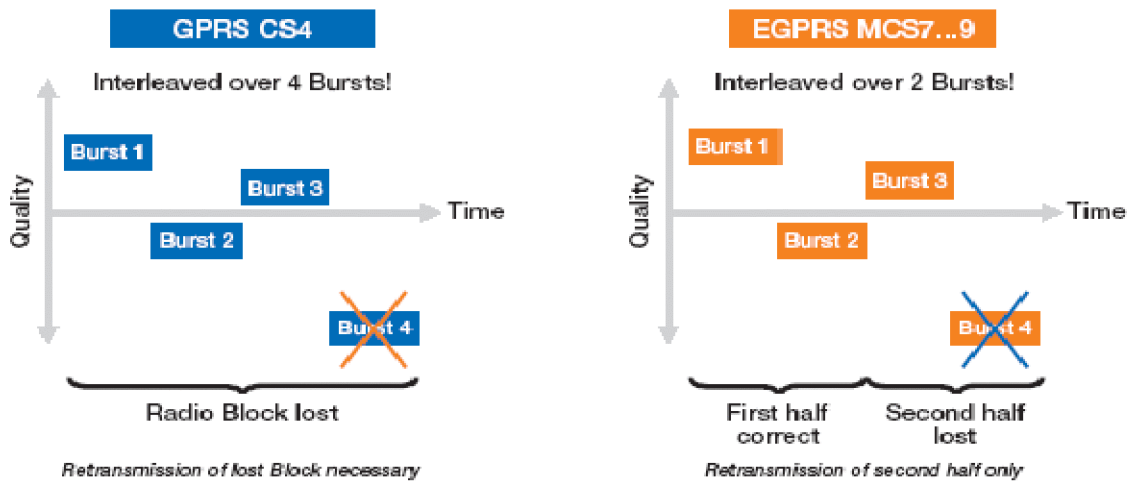 GPRS CS4
Interleaved over 4 Bursts!
Quality
Burst 1
Burst 3
Time
Burst 2
Burst 4
Radio Block lost
Retransmission of lost Block necessary
EGPRS MCS7...9
Interleaved over 2 Bursts!
Quality
Burst 1
Burst 3
Time
Burst 2
Burst 4
First half
correct
Second half
lost
Retransmission of second half only